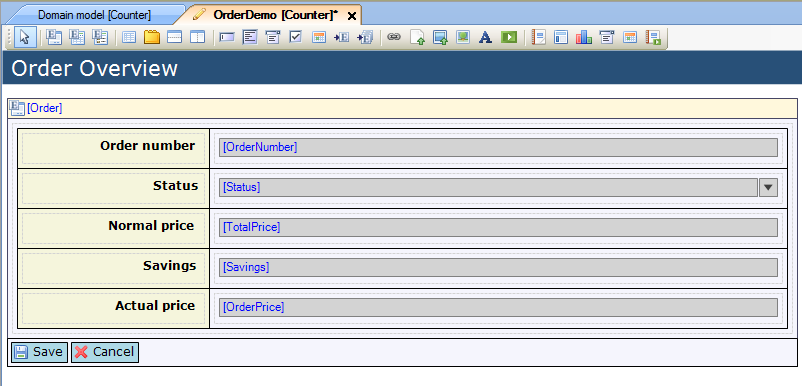 Domain model [Counter]
OrderDemo [Counter]*
Order Overview
[Order]
Order number [OrderNumber]
Status [Status]
Normal price [TotalPrice]
Savings [Savings]
Actual price [OrderPrice]
Save Cancel